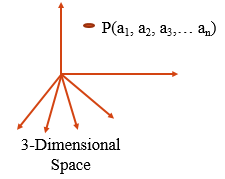 P(a₁, a₂, a₃,… aₙ)
3-Dimensional
Space